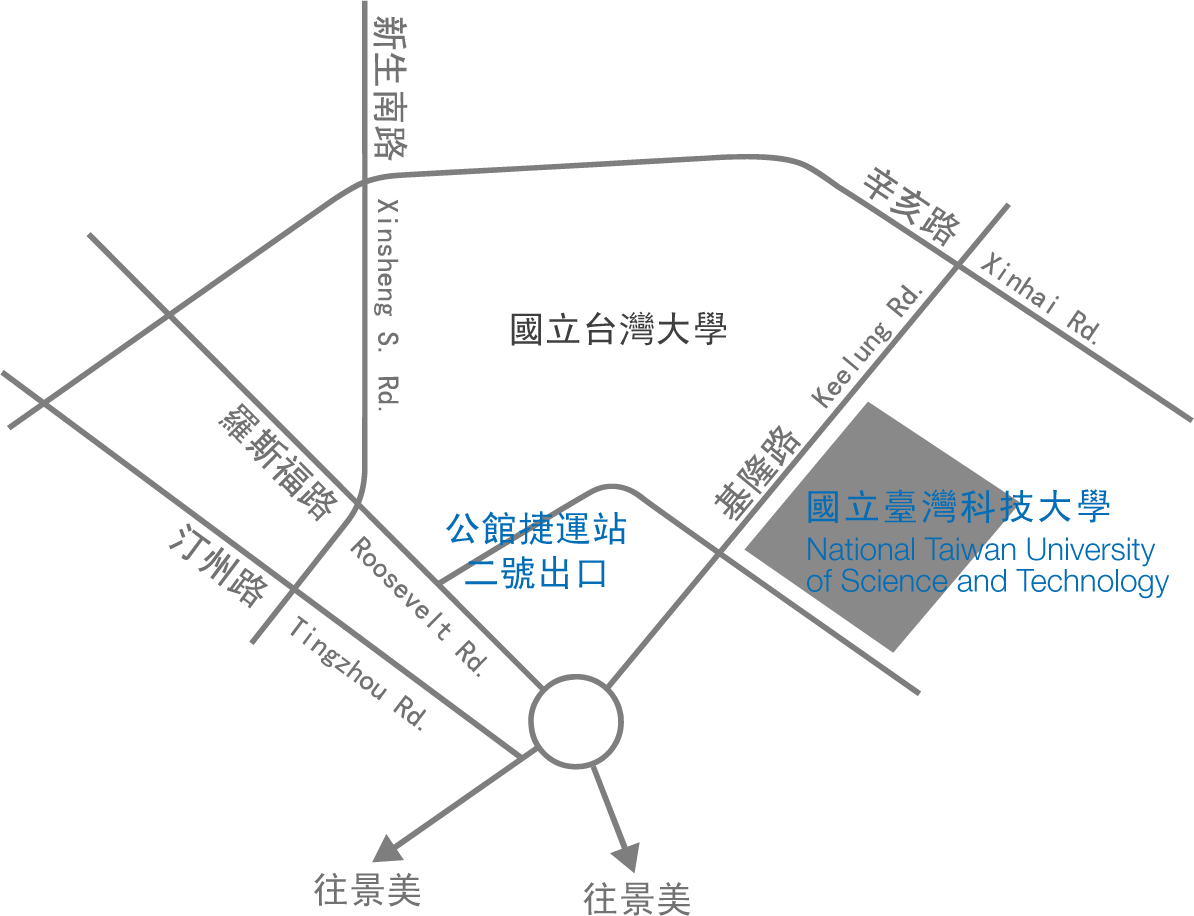 新生南路
Xinsheng S. Rd.
辛亥路
Xinhai Rd.
國立台灣大學
Keelung Rd.
基隆路
羅斯福路
Roosevelt Rd.
公館捷運站
二號出口
國立臺灣科技大學
National Taiwan University
of Science and Technology
汀州路
Tingzhou Rd.
往景美
往景美